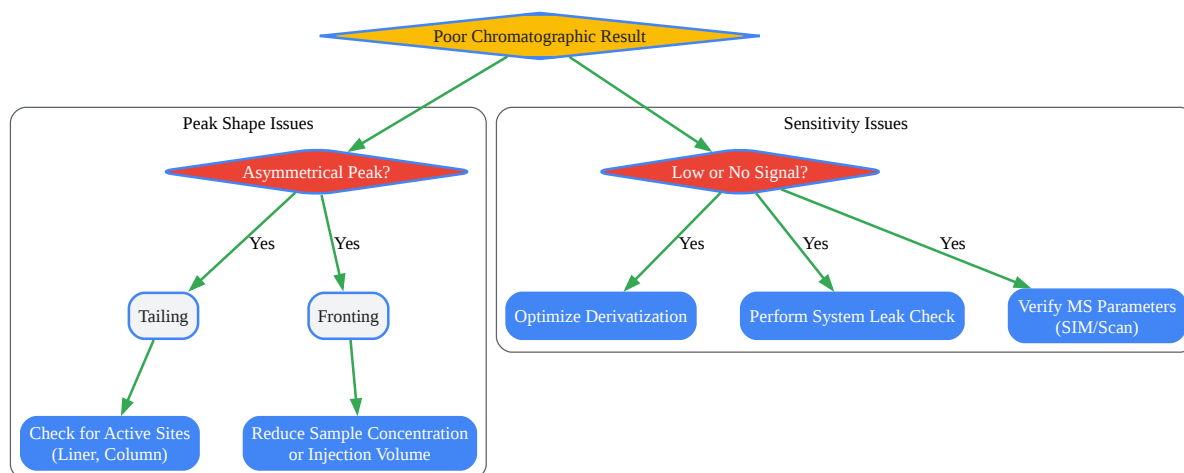 Poor Chromatographic Result
Peak Shape Issues
Sensitivity Issues
Asymmetrical Peak?
Low or No Signal?
Yes
Yes
Yes
Yes
Yes
Tailing
Fronting
Optimize Derivatization
Perform System Leak Check
Verify MS Parameters
(SIM/Scan)
Check for Active Sites
(Liner, Column)
Reduce Sample Concentration
or Injection Volume